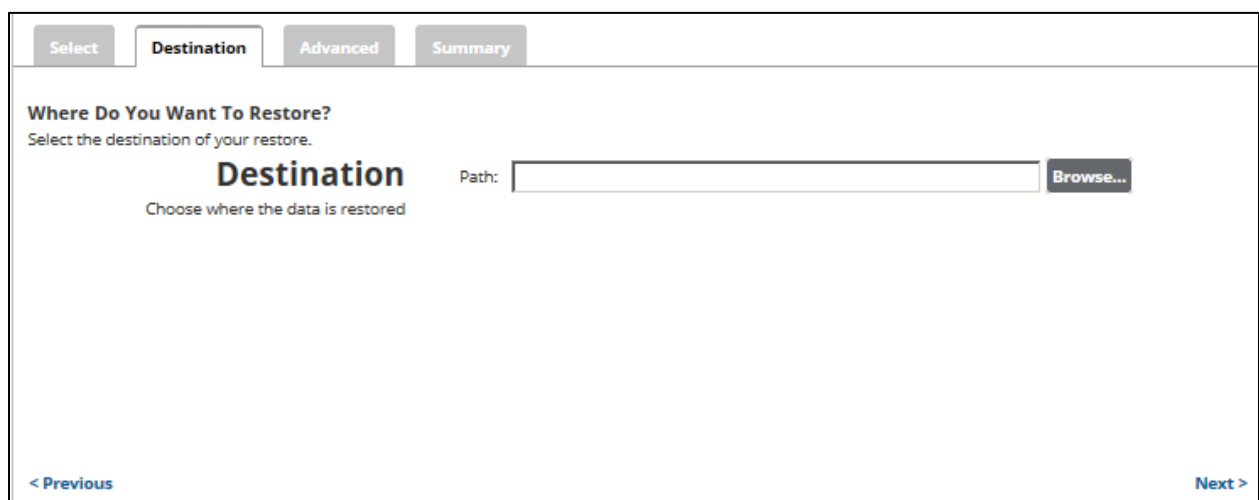 Select Destination Advanced Summary
Where Do You Want To Restore?
Select the destination of your restore.
Destination Path: Browse...
Choose where the data is restored
< Previous Next >